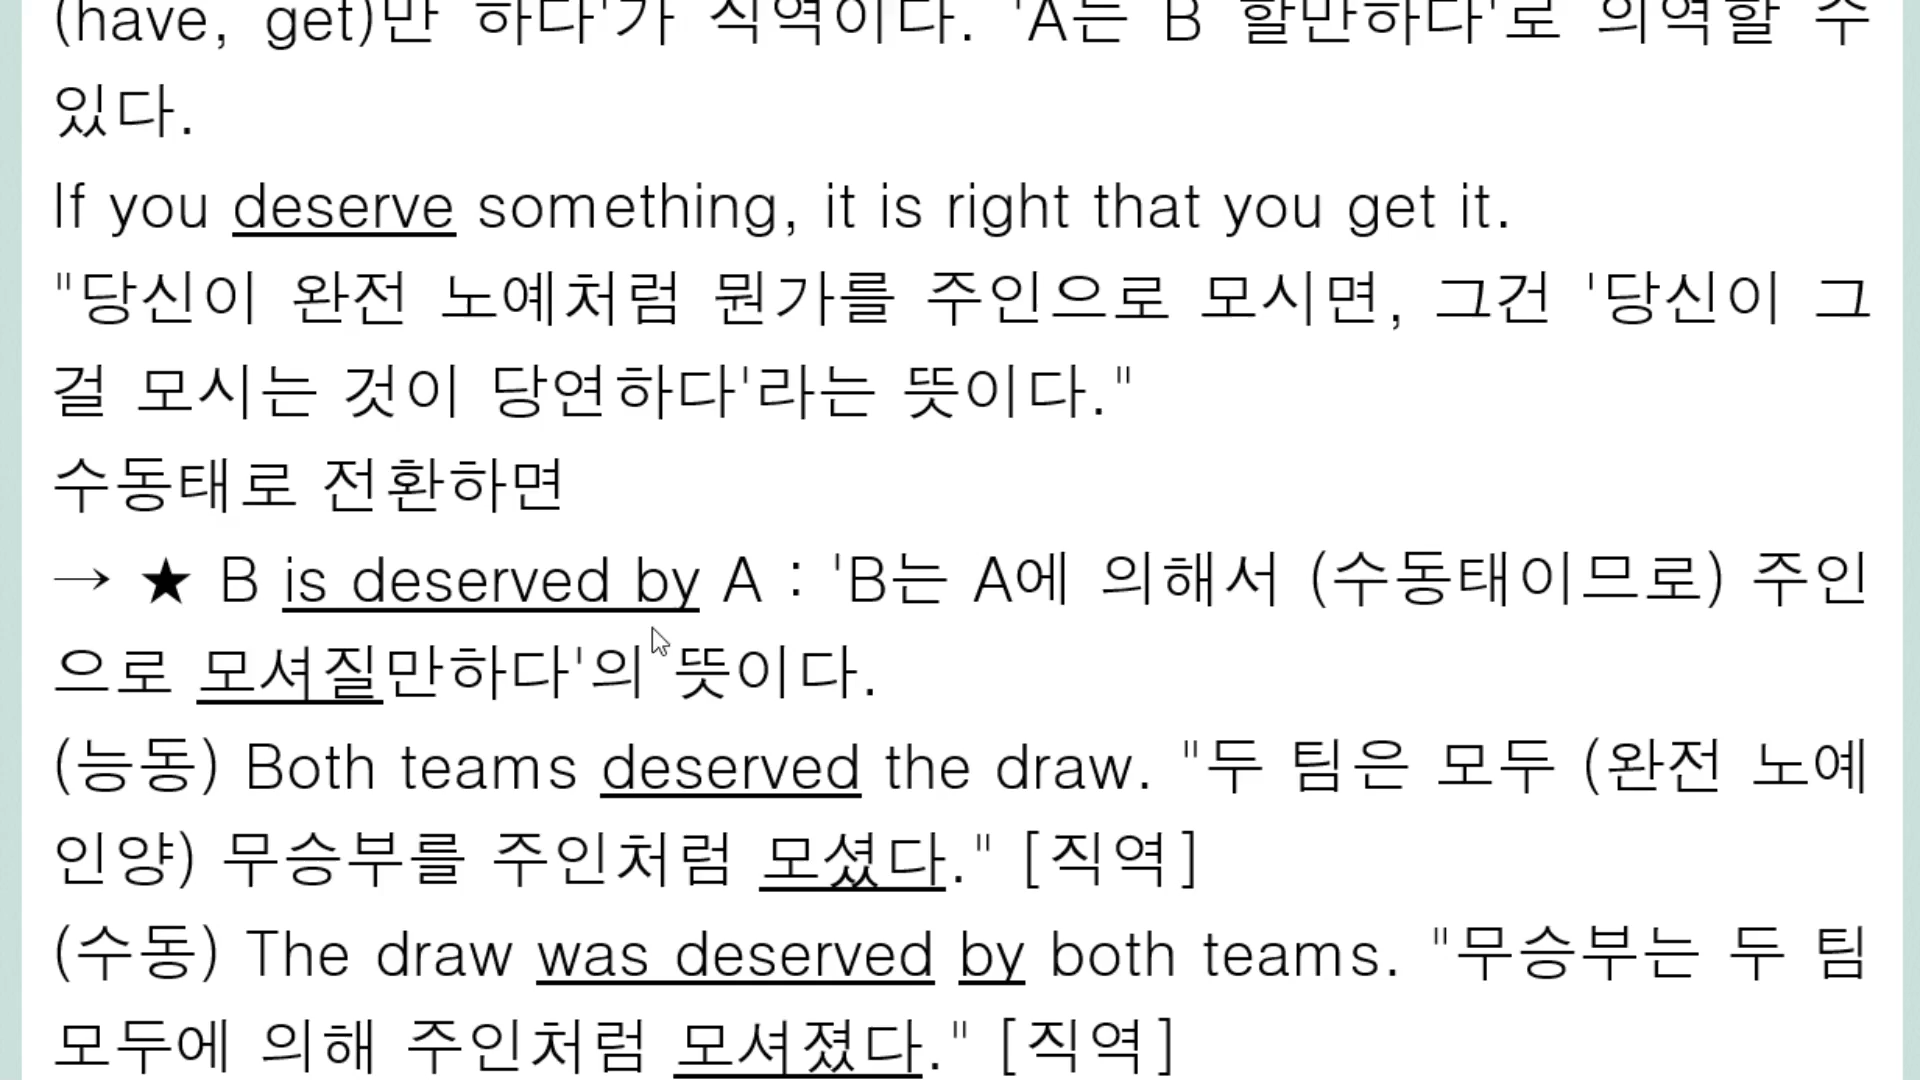 (have, get)만 하다'가 직역이다. 'A는 B 할만하다'로 의역할 수
있다.
If you deserve something, it is right that you get it.
"당신이 완전 노예처럼 뭔가를 주인으로 모시면, 그건 '당신이 그
걸 모시는 것이 당연하다'라는 뜻이다."
수동태로 전환하면
→ ★ B is deserved by A : 'B는 A에 의해서 (수동태이므로) 주인
으로 모셔질만하다'의 뜻이다.
(능동) Both teams deserved the draw. "두 팀은 모두 (완전 노예
인양) 무승부를 주인처럼 모셨다." [직역]
(수동) The draw was deserved by both teams. "무승부는 두 팀
모두에 의해 주인처럼 모셔졌다." [직역]